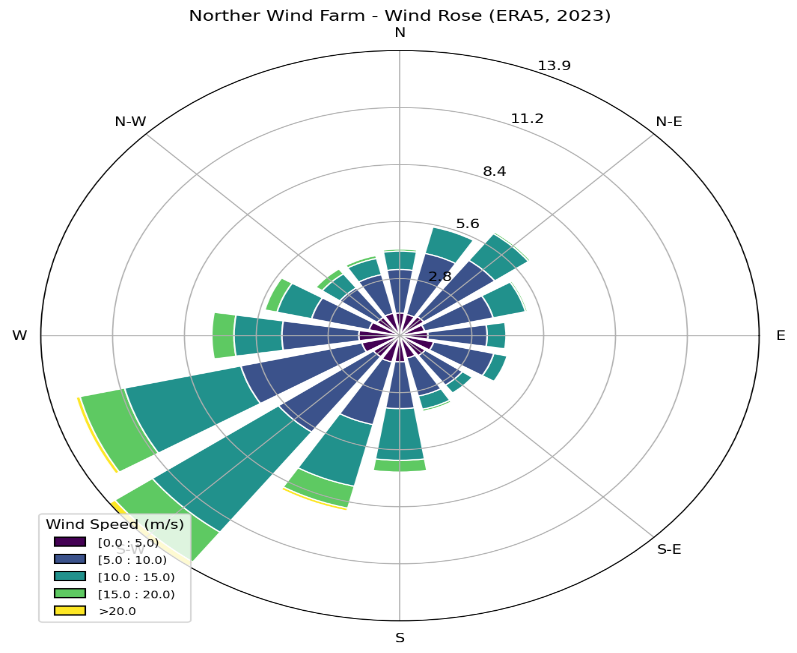 Norther Wind Farm - Wind Rose (ERA5, 2023)
N
13.9
N-W
N-E
11.2
8.4
5.6
2.8
W
E
Wind Speed (m/s)
[0.0 : 5.0)
S-W
S-E
[5.0 : 10.0)
[10.0 : 15.0)
[15.0 : 20.0)
>20.0
S